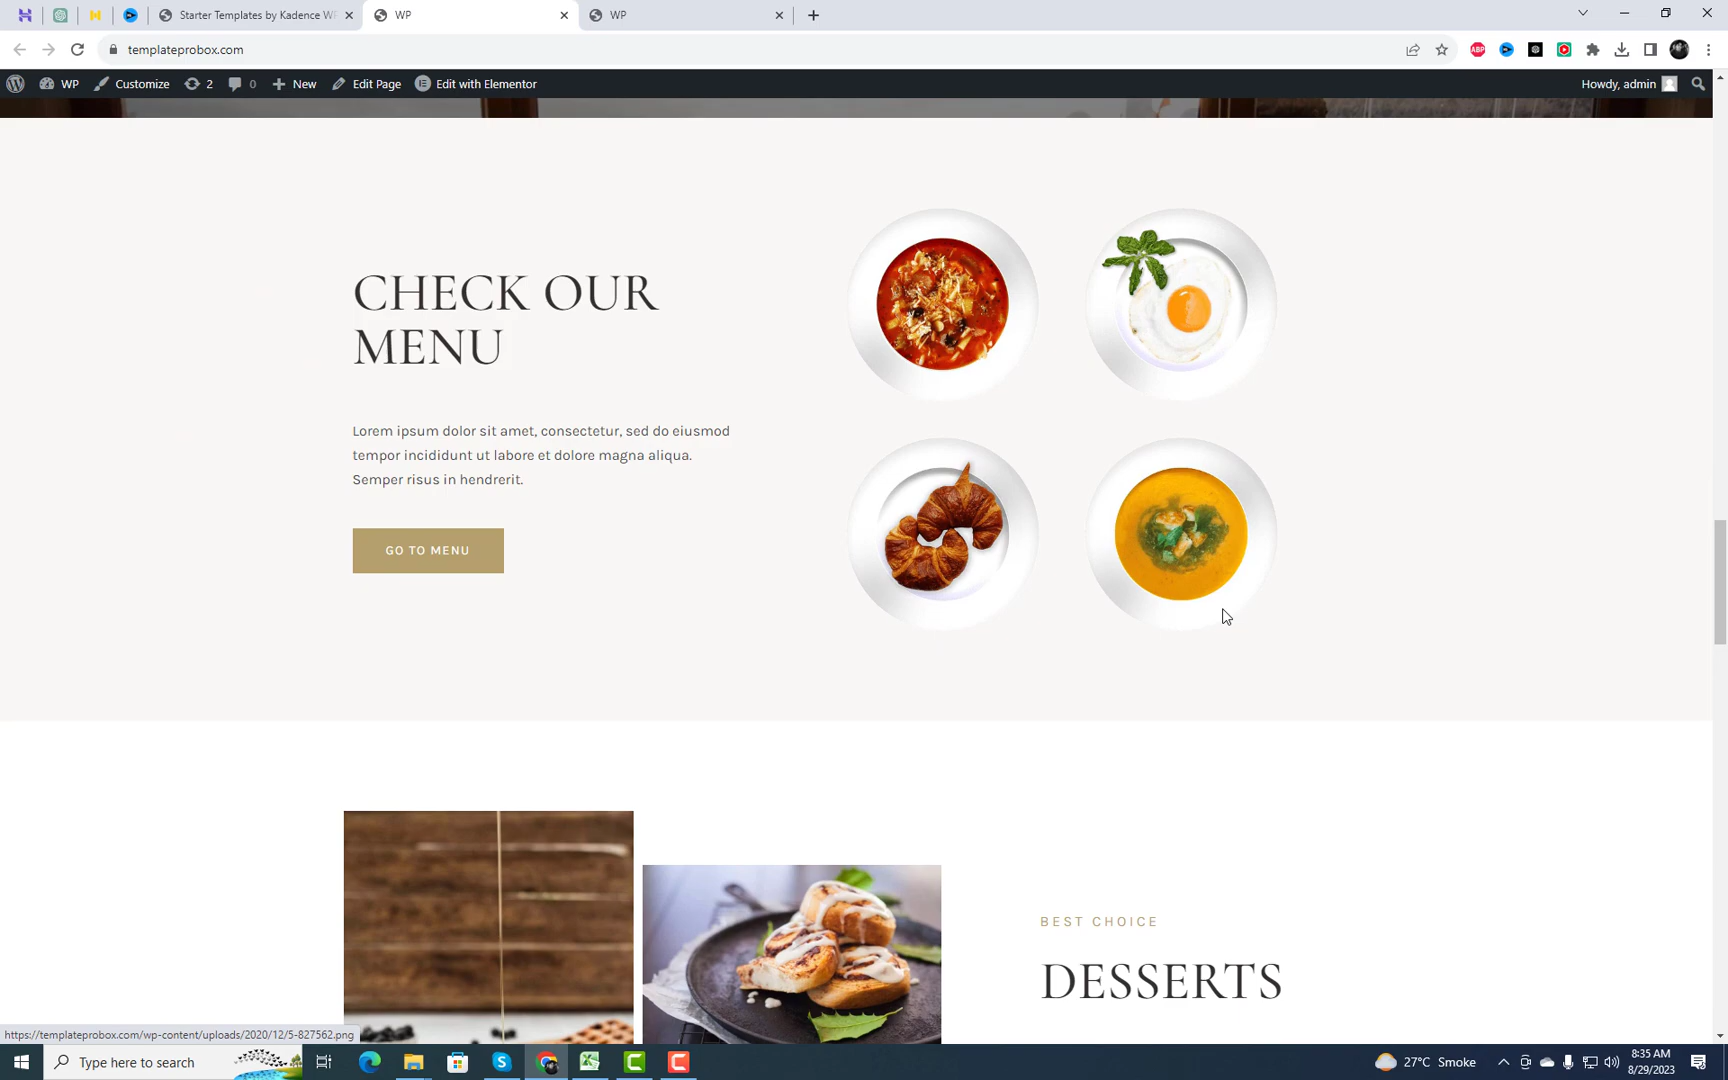 Starter Templates by Kadence WP
WP
WP
templateprobox.com
WP
Customize
2
0
New
Edit Page
Edit with Elementor
Howdy, admin
CHECK OUR
MENU
Lorem ipsum dolor sit amet, consectetur, sed do eiusmod
tempor incididunt ut labore et dolore magna aliqua.
Semper risus in hendrerit.
GO TO MENU
BEST CHOICE
DESSERTS
https://templateprobox.com/wp-content/uploads/2020/12/5-827562.png
Type here to search
27°C Smoke
8:35 AM
8/29/2023